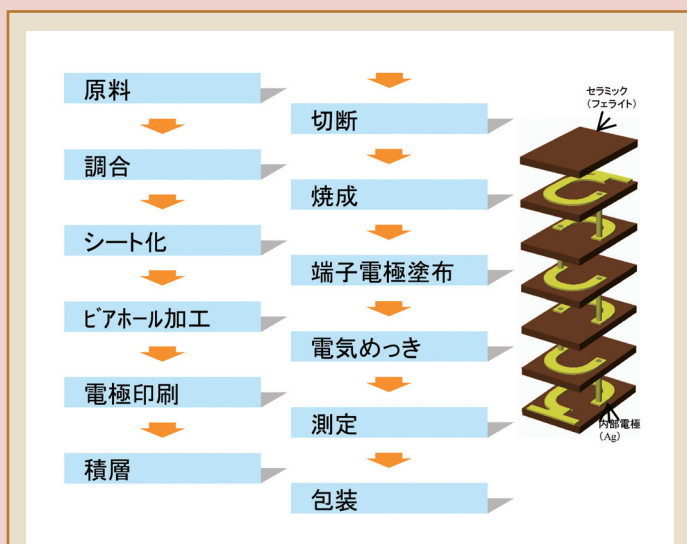 原料
調合
シート化
ビアホール加工
電極印刷
積層
切断
焼成
端子電極塗布
電気めっき
測定
包装
セラミック
（フェライト）
内部電極
（Ag）